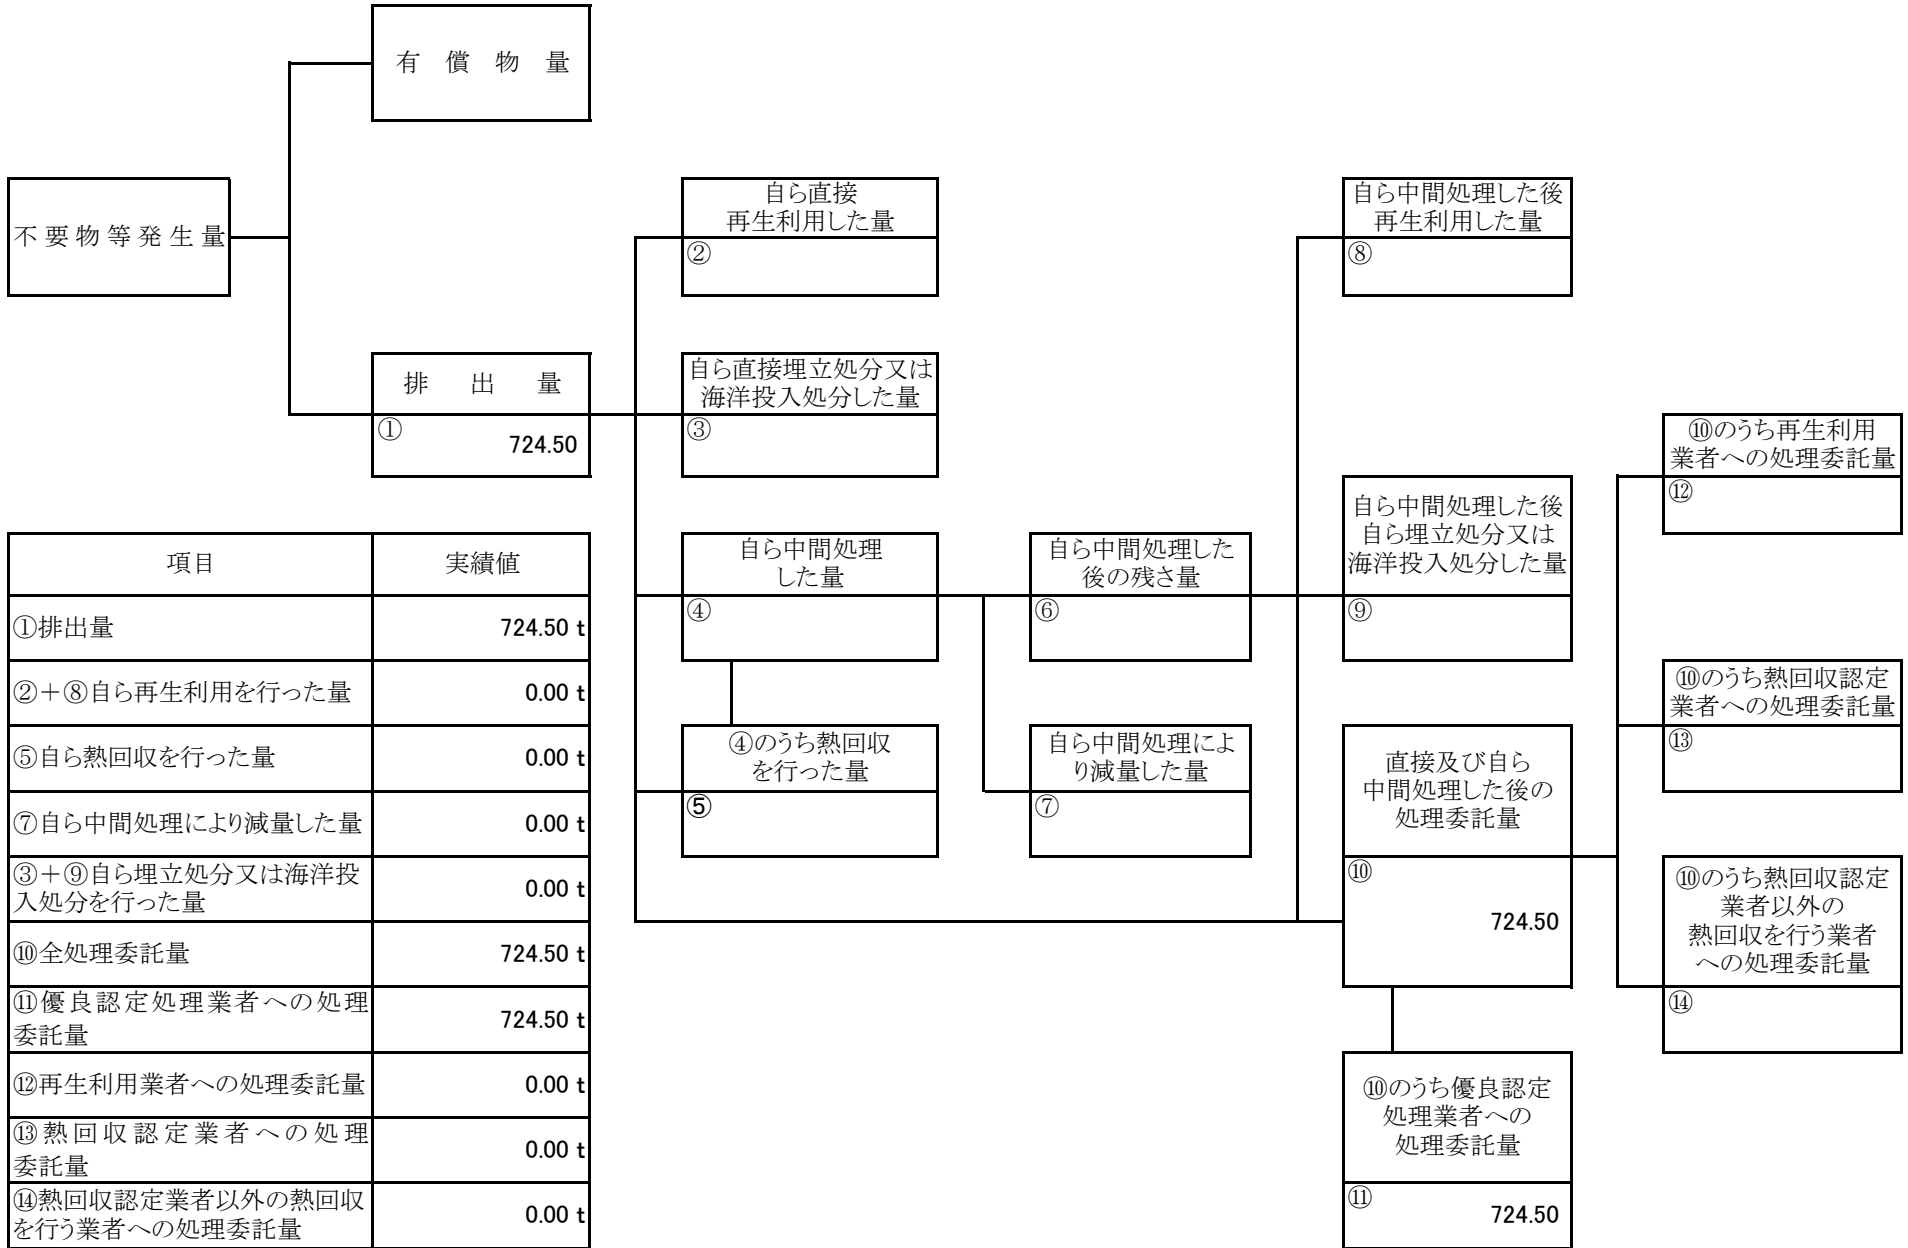 有償物量
不要物等発生量
排出量
①
724.50
自ら直接
再生利用した量
②
自ら直接埋立処分又は
海洋投入処分した量
③
自ら中間処理
した量
④
④のうち熱回収
を行った量
⑤
自ら中間処理した
後の残さ量
⑥
自ら中間処理によ
り減量した量
⑦
自ら中間処理した後
再生利用した量
⑧
自ら中間処理した後
自ら埋立処分又は
海洋投入処分した量
⑨
直接及び自ら
中間処理した後の
処理委託量
⑩
724.50
⑩のうち優良認定
処理業者への
処理委託量
⑪
724.50
⑩のうち再生利用
業者への処理委託量
⑫
⑩のうち熱回収認定
業者への処理委託量
⑬
⑩のうち熱回収認定
業者以外の
熱回収を行う業者
への処理委託量
⑭
項目 実績値
①排出量 724.50 t
②+⑧自ら再生利用を行った量 0.00 t
⑤自ら熱回収を行った量 0.00 t
⑦自ら中間処理により減量した量 0.00 t
③+⑨自ら埋立処分又は海洋投
入処分を行った量 0.00 t
⑩全処理委託量 724.50 t
⑪優良認定処理業者への処理
委託量 724.50 t
⑫再生利用業者への処理委託量 0.00 t
⑬熱回収認定業者への処理
委託量 0.00 t
⑭熱回収認定業者以外の熱回収
を行う業者への処理委託量 0.00 t